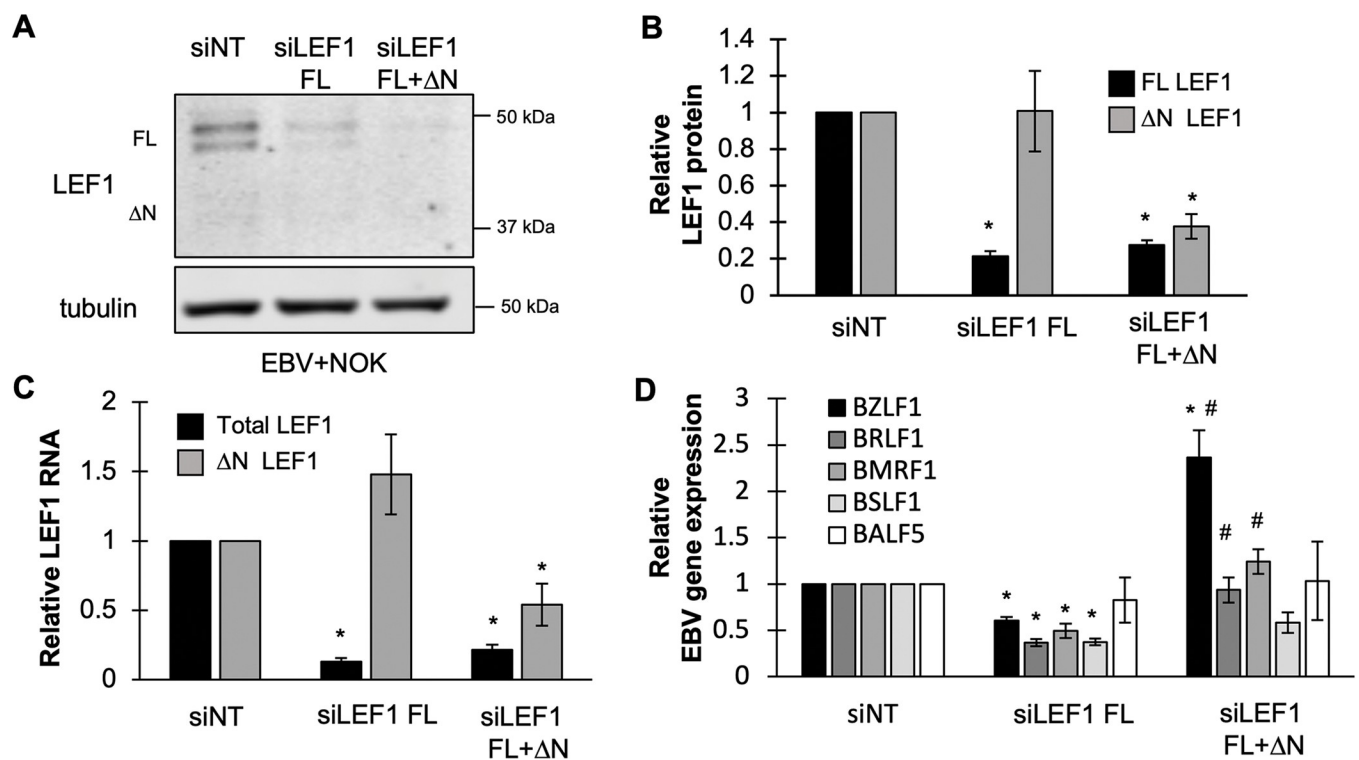 A
siNT
siLEF1
FL
siLEF1
FL+ΔN
50 kDa
FL
LEF1
ΔN
37 kDa
tubulin
50 kDa
EBV+NOK
B
Relative
LEF1 protein
1.4
1.2
1
0.8
0.6
0.4
0.2
0
FL LEF1
ΔN LEF1
*
*
*
siNT
siLEF1 FL
siLEF1
FL+ΔN
C
Relative LEF1 RNA
2
1.5
1
0.5
0
Total LEF1
ΔN LEF1
*
*
*
siNT
siLEF1 FL
siLEF1
FL+ΔN
D
Relative
EBV gene expression
3
2.5
2
1.5
1
0.5
0
BZLF1
BRLF1
BMRF1
BSLF1
BALF5
*
*
*
*
* #
#
#
siNT
siLEF1 FL
siLEF1
FL+ΔN